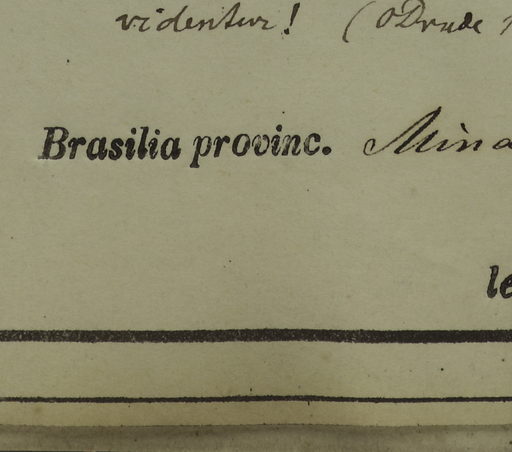 videntur! (O Drude
Brasilia provinc. Mina
le